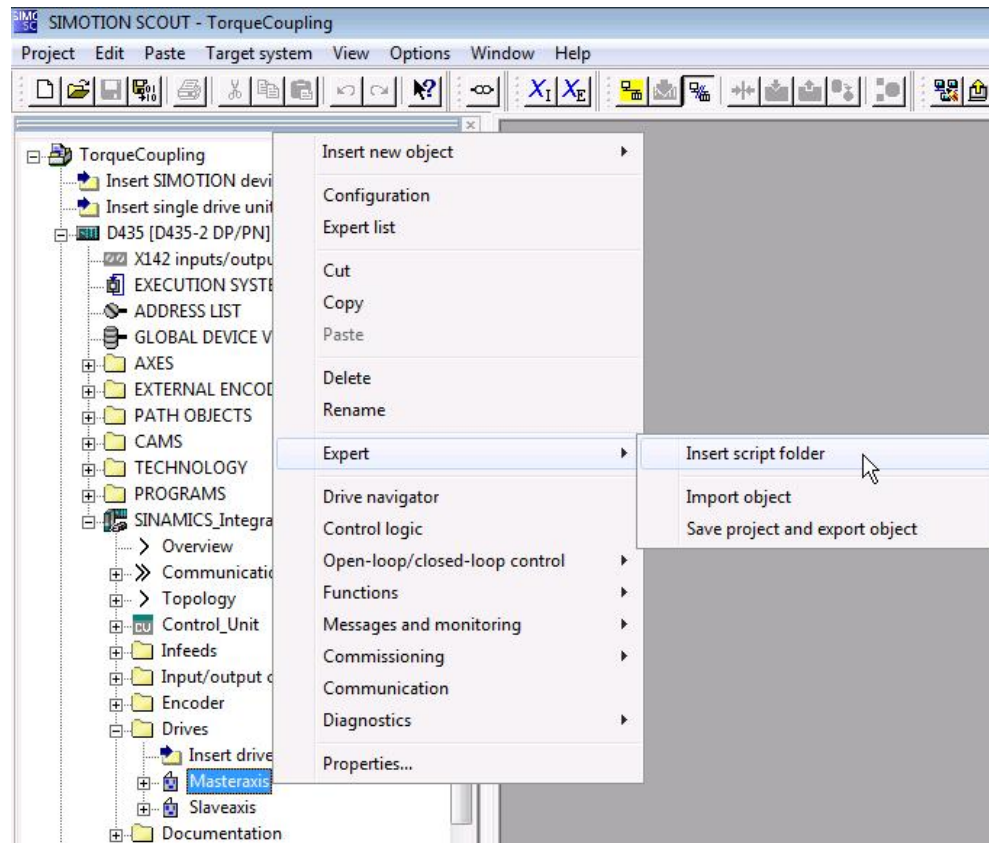 SIMOTION SCOUT - TorqueCoupling
Project Edit Paste Target system View Options Window Help
TorqueCoupling
Insert SIMOTION devi
Insert single drive unit
D435 [D435-2 DP/PN]
X142 inputs/outpu
EXECUTION SYSTE
ADDRESS LIST
GLOBAL DEVICE V
AXES
EXTERNAL ENCOD
PATH OBJECTS
CAMS
TECHNOLOGY
PROGRAMS
SINAMICS_Integra
Overview
Communicatio
Topology
Control_Unit
Infeeds
Input/output c
Encoder
Drives
Insert drive
Masteraxis
Slaveaxis
Documentation
Insert new object
Configuration
Expert list
Cut
Copy
Paste
Delete
Rename
Expert
Drive navigator
Control logic
Open-loop/closed-loop control
Functions
Messages and monitoring
Commissioning
Communication
Diagnostics
Properties...
Insert script folder
Import object
Save project and export object